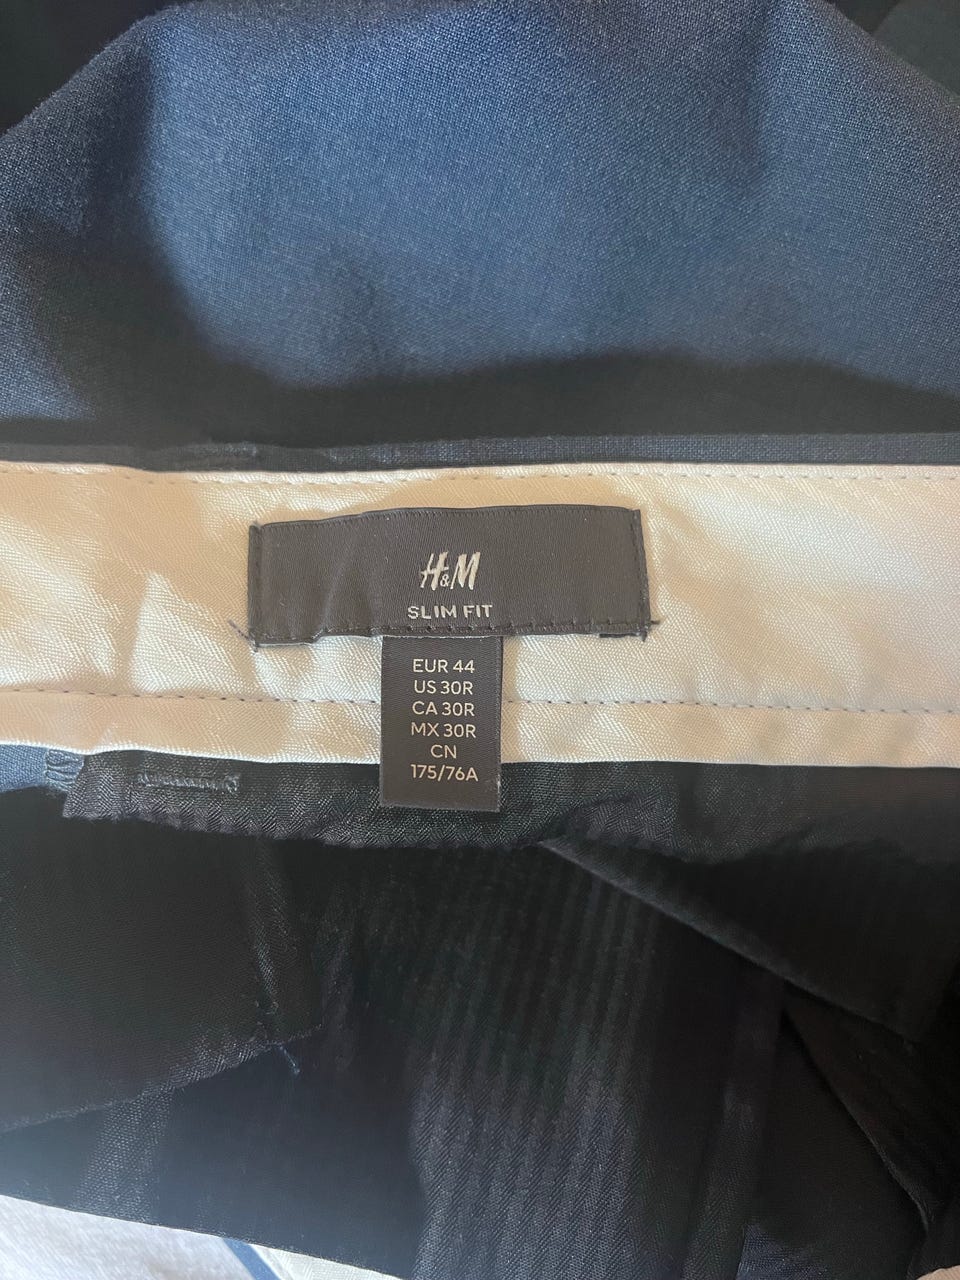 H&M
SLIM FIT
EUR 44
US 30R
CA 30R
MX 30R
CN
175/76A